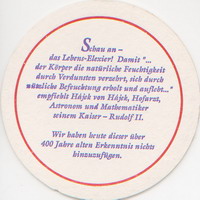 Schau an –
das Lebens-Elexier! Damit "...
der Körper die natürliche Feuchtigkeit
durch Verdunsten verzehrt, sich durch
nützliche Befeuchtung erholt und auflebt..."
empfiehlt Hájek von Hájek, Hofarzt,
Astronom und Mathematiker
seinem Kaiser – Rudolf II.
Wir haben heute dieser über
400 Jahre alten Erkenntnis nichts
hinzuzufügen.